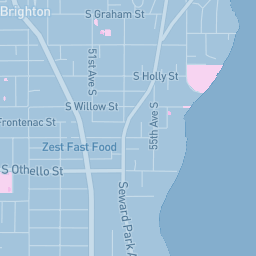 S Graham St
Brighton
51st Ave S
S Holly St
S Willow St
55th Ave S
Frontenac St
Zest Fast Food
S Othello St
Seward Park A